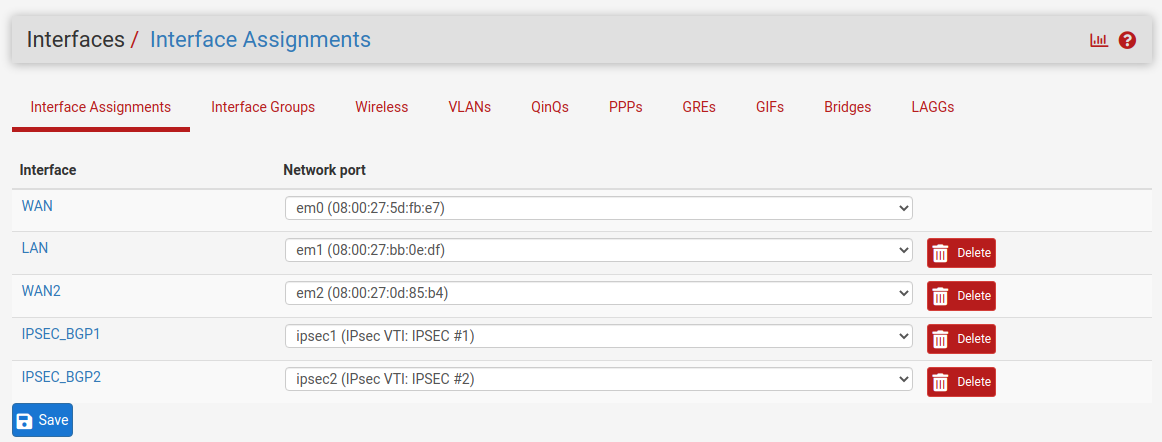 Interfaces / Interface Assignments
Interface Assignments Interface Groups Wireless VLANs QinQs PPPs GREs GIFs Bridges LAGGs
Interface Network port
WAN em0 (08:00:27:5d:fb:e7)
LAN em1 (08:00:27:bb:0e:df) Delete
WAN2 em2 (08:00:27:0d:85:b4) Delete
IPSEC_BGP1 ipsec1 (IPsec VTI: IPSEC #1) Delete
IPSEC_BGP2 ipsec2 (IPsec VTI: IPSEC #2) Delete
Save